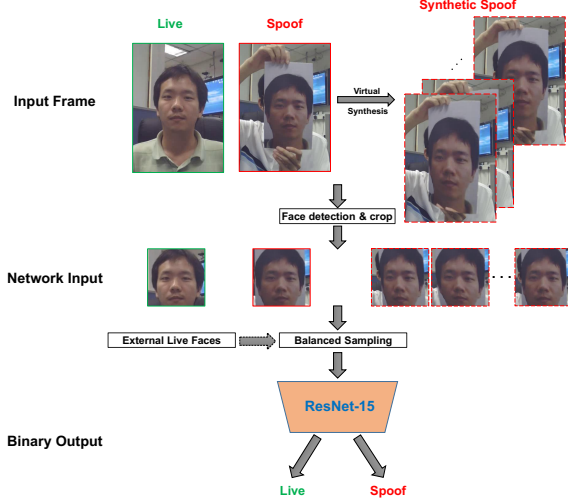 Live
Spoof
Synthetic Spoof
Input Frame
Virtual
Synthesis
Face detection & crop
Network Input
External Live Faces
Balanced Sampling
ResNet-15
Binary Output
Live
Spoof